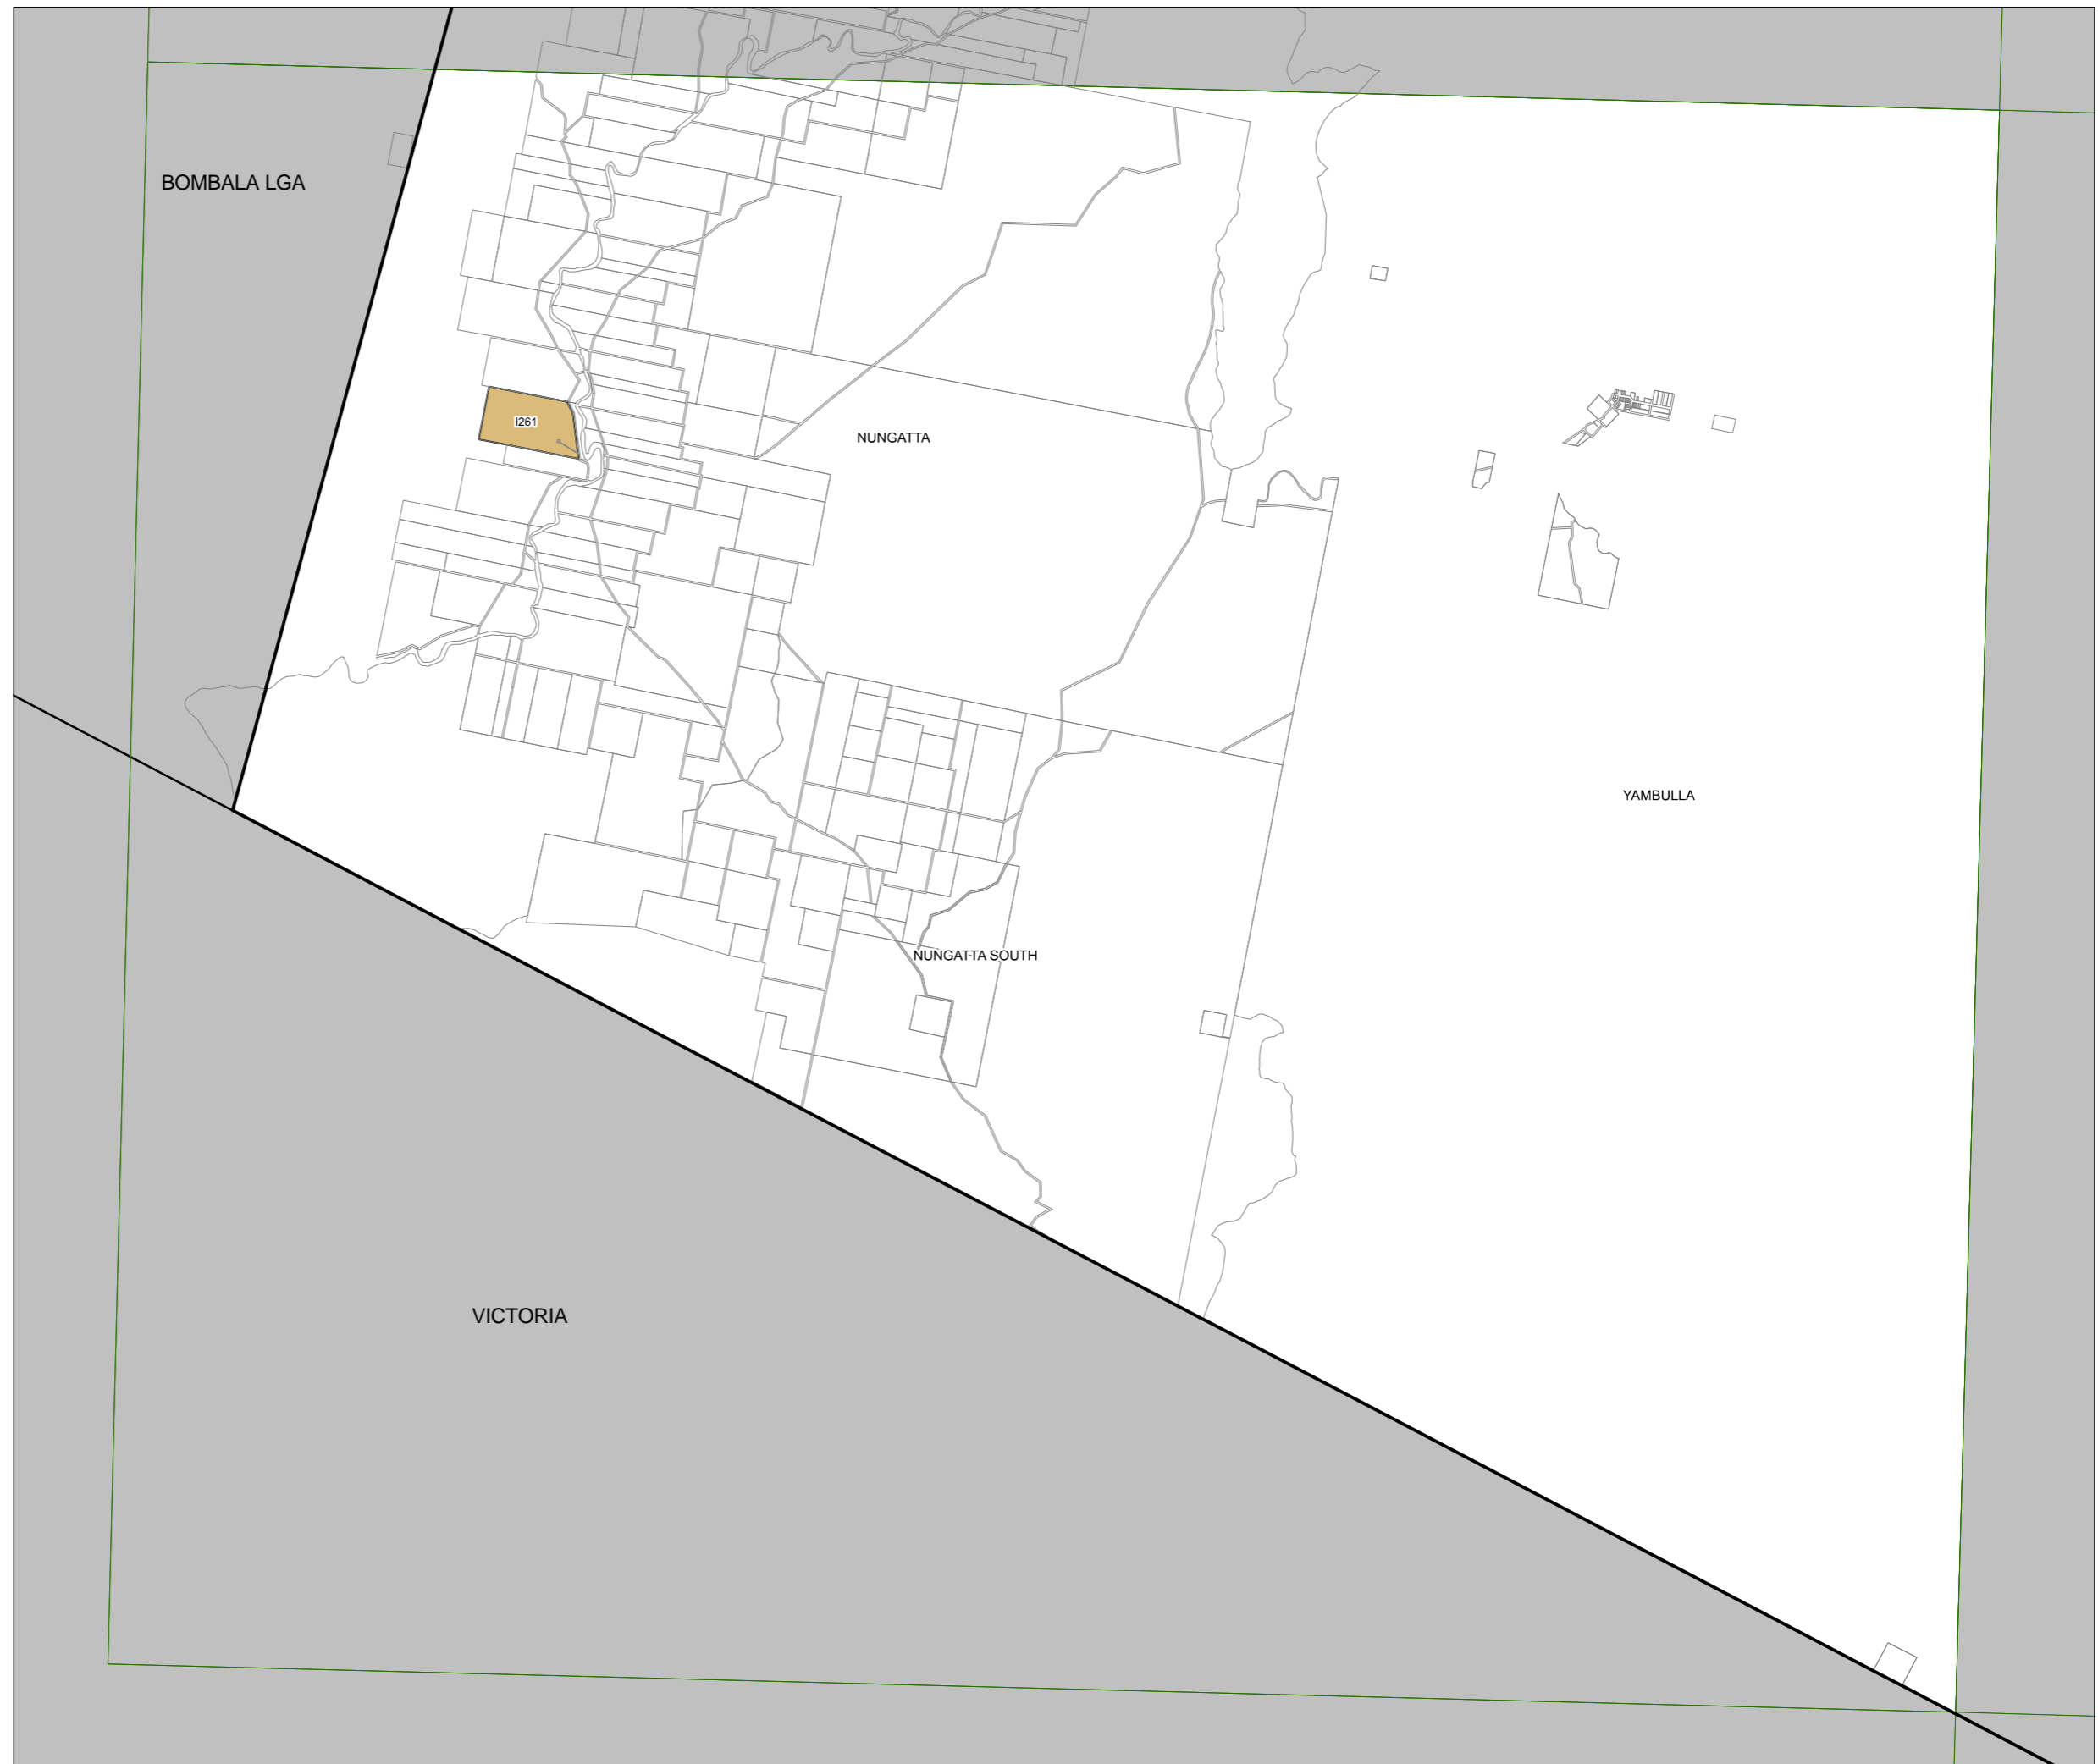 BOMBALA LGA
I261
NUNGATTA
YAMBULLA
NUNGATTA SOUTH
VICTORIA